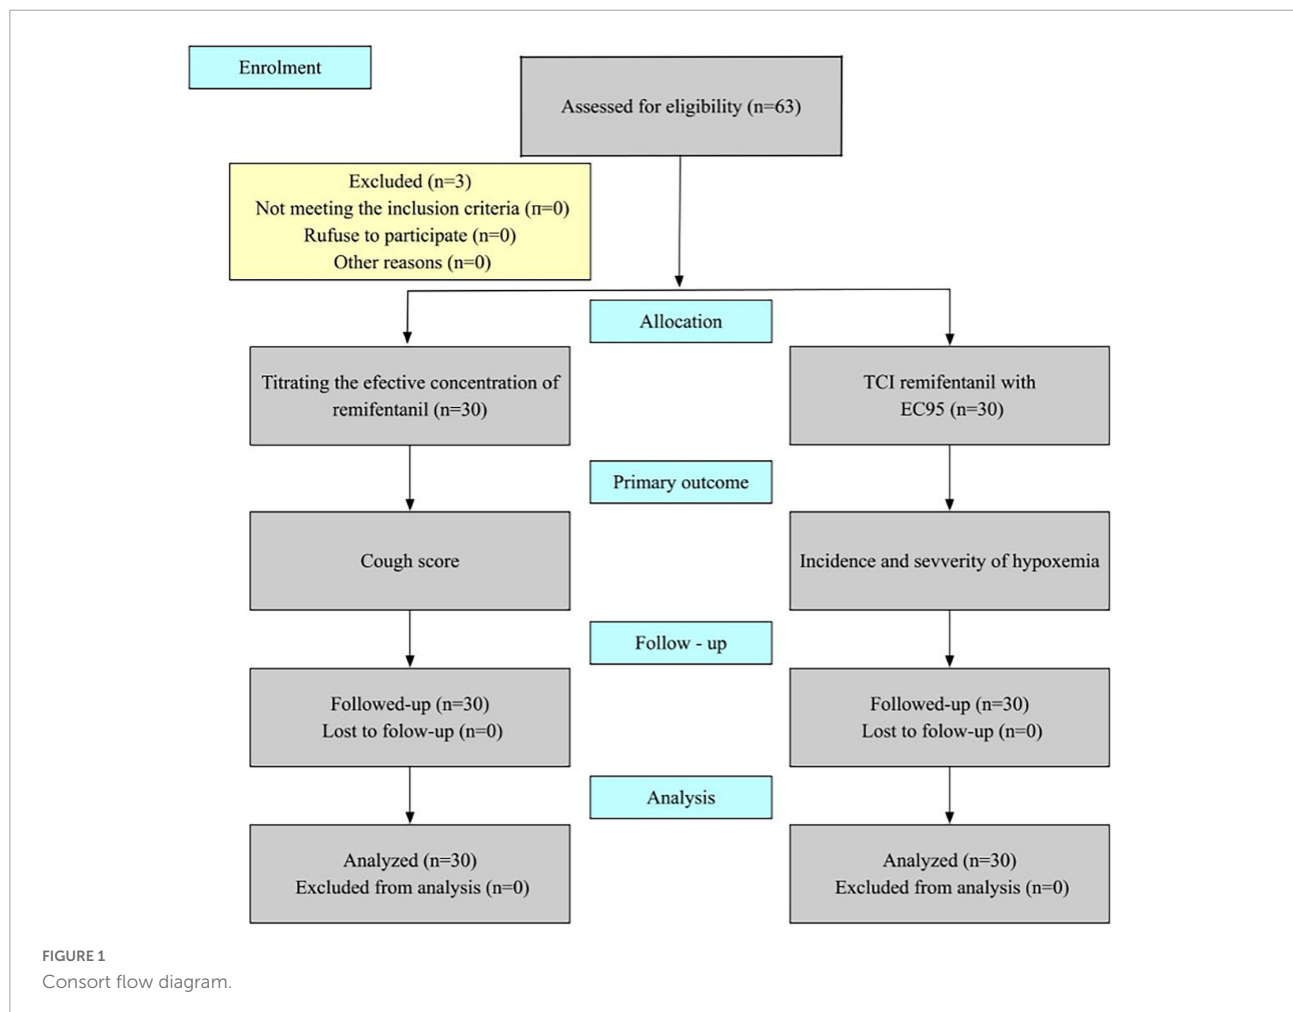 Enrolment
Assessed for eligibility (n=63)
Excluded (n=3)
Not meeting the inclusion criteria (п=0)
Rufuse to participate (n=0)
Other reasons (n=0)
Allocation
Titrating the efective concentration of
remifentanil (n=30)
TCI remifentanil with
EC95 (n=30)
Primary outcome
Cough score
Incidence and sevverity of hypoxemia
Follow - up
Followed-up (n=30)
Lost to folow-up (n=0)
Followed-up (n=30)
Lost to folow-up (n=0)
Analysis
Analyzed (n=30)
Excluded from analysis (n=0)
Analyzed (n=30)
Excluded from analysis (n=0)
FIGURE 1
Consort flow diagram.